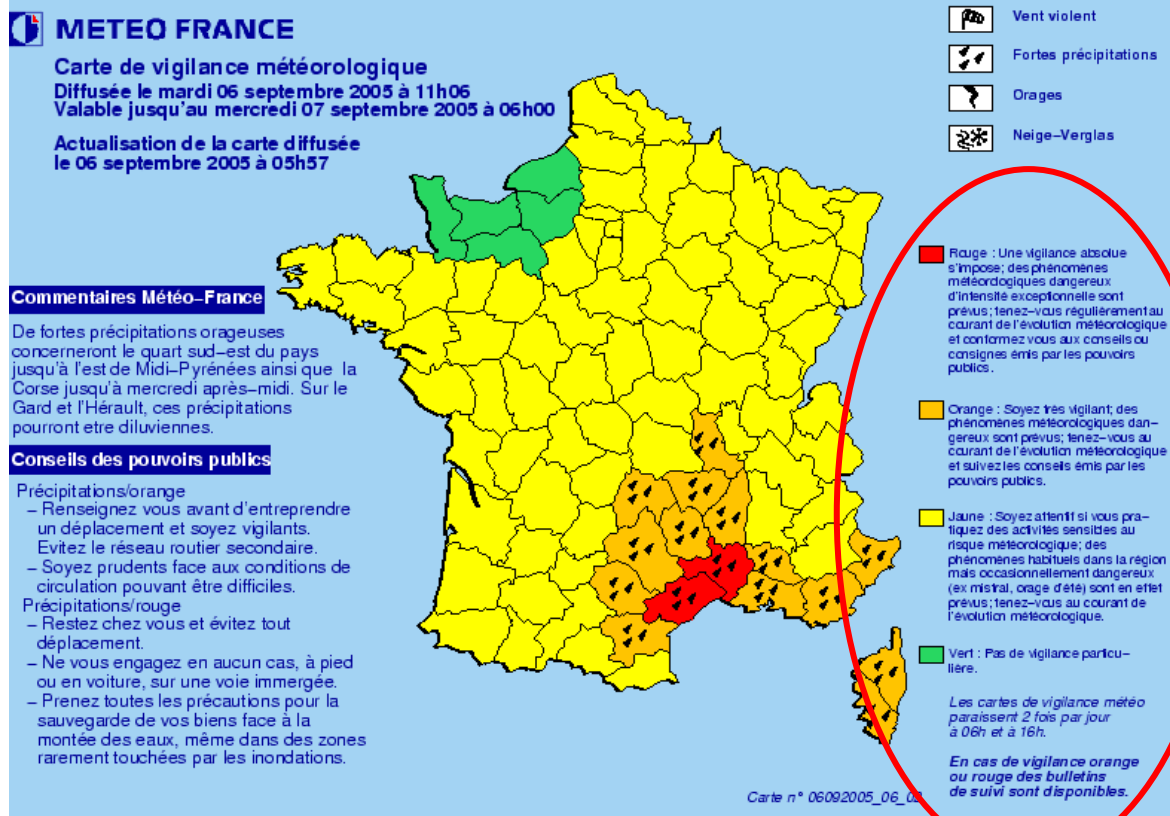 METEO FRANCE
Carte de vigilance météorologique
Diffusée le mardi 06 septembre 2005 à 11h06
Valable jusqu'au mercredi 07 septembre 2005 à 06h00
Actualisation de la carte diffusée
le 06 septembre 2005 à 05h57
Commentaires Météo–France
De fortes précipitations orageuses
concerneront le quart sud–est du pays
jusqu'à l'est de Midi–Pyrénées ainsi que la
Corse jusqu'à mercredi après–midi. Sur le
Gard et l'Hérault, ces précipitations
pourront etre diluviennes.
Conseils des pouvoirs publics
Précipitations/orange
– Renseignez vous avant d'entreprendre
un déplacement et soyez vigilants.
Evitez le réseau routier secondaire.
– Soyez prudents face aux conditions de
circulation pouvant être difficiles.
Précipitations/rouge
– Restez chez vous et évitez tout
déplacement.
– Ne vous engagez en aucun cas, à pied
ou en voiture, sur une voie immergée.
– Prenez toutes les précautions pour la
sauvegarde de vos biens face à la
montée des eaux, même dans des zones
rarement touchées par les inondations.
Vent violent
Fortes précipitations
Orages
Neige–Verglas
Rouge : Une vigilance absolue
s'impose; des phénomènes
météorologiques dangereux
d'intensité exceptionnelle sont
prévus; tenez–vous régulièrement au
courant de l'évolution météorologique
et conformez vous aux conseils ou
consignes émis par les pouvoirs
publics.
Orange : Soyez très vigilant; des
phénomènes météorologiques dan–
gereux sont prévus; tenez–vous au
courant de l'évolution météorologique
et suivez les conseils émis par les
pouvoirs publics.
Jaune : Soyez attentif si vous pra–
tiquez des activités sensibles au
risque météorologique; des
phénomènes habituels dans la région
mais occasionnellement dangereux
(ex mistral, orage d'été) sont en effet
prévus; tenez–vous au courant de
l'évolution météorologique.
Vert : Pas de vigilance particu–
lière.
Les cartes de vigilance météo
paraissent 2 fois par jour
à 06h et à 16h.
En cas de vigilance orange
ou rouge des bulletins
de suivi sont disponibles.
Carte n° 06092005_06_02